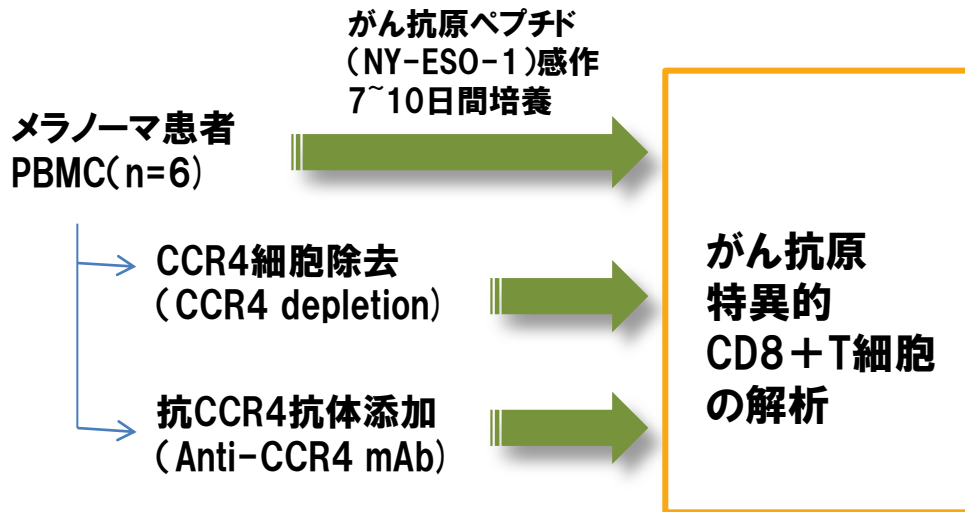 がん抗原ペプチド
（NY-ESO-1）感作
7~10日間培養
メラノーマ患者
PBMC（n=6）
CCR4細胞除去
（CCR4 depletion）
抗CCR4抗体添加
（Anti-CCR4 mAb）
がん抗原
特異的
CD8＋T細胞
の解析